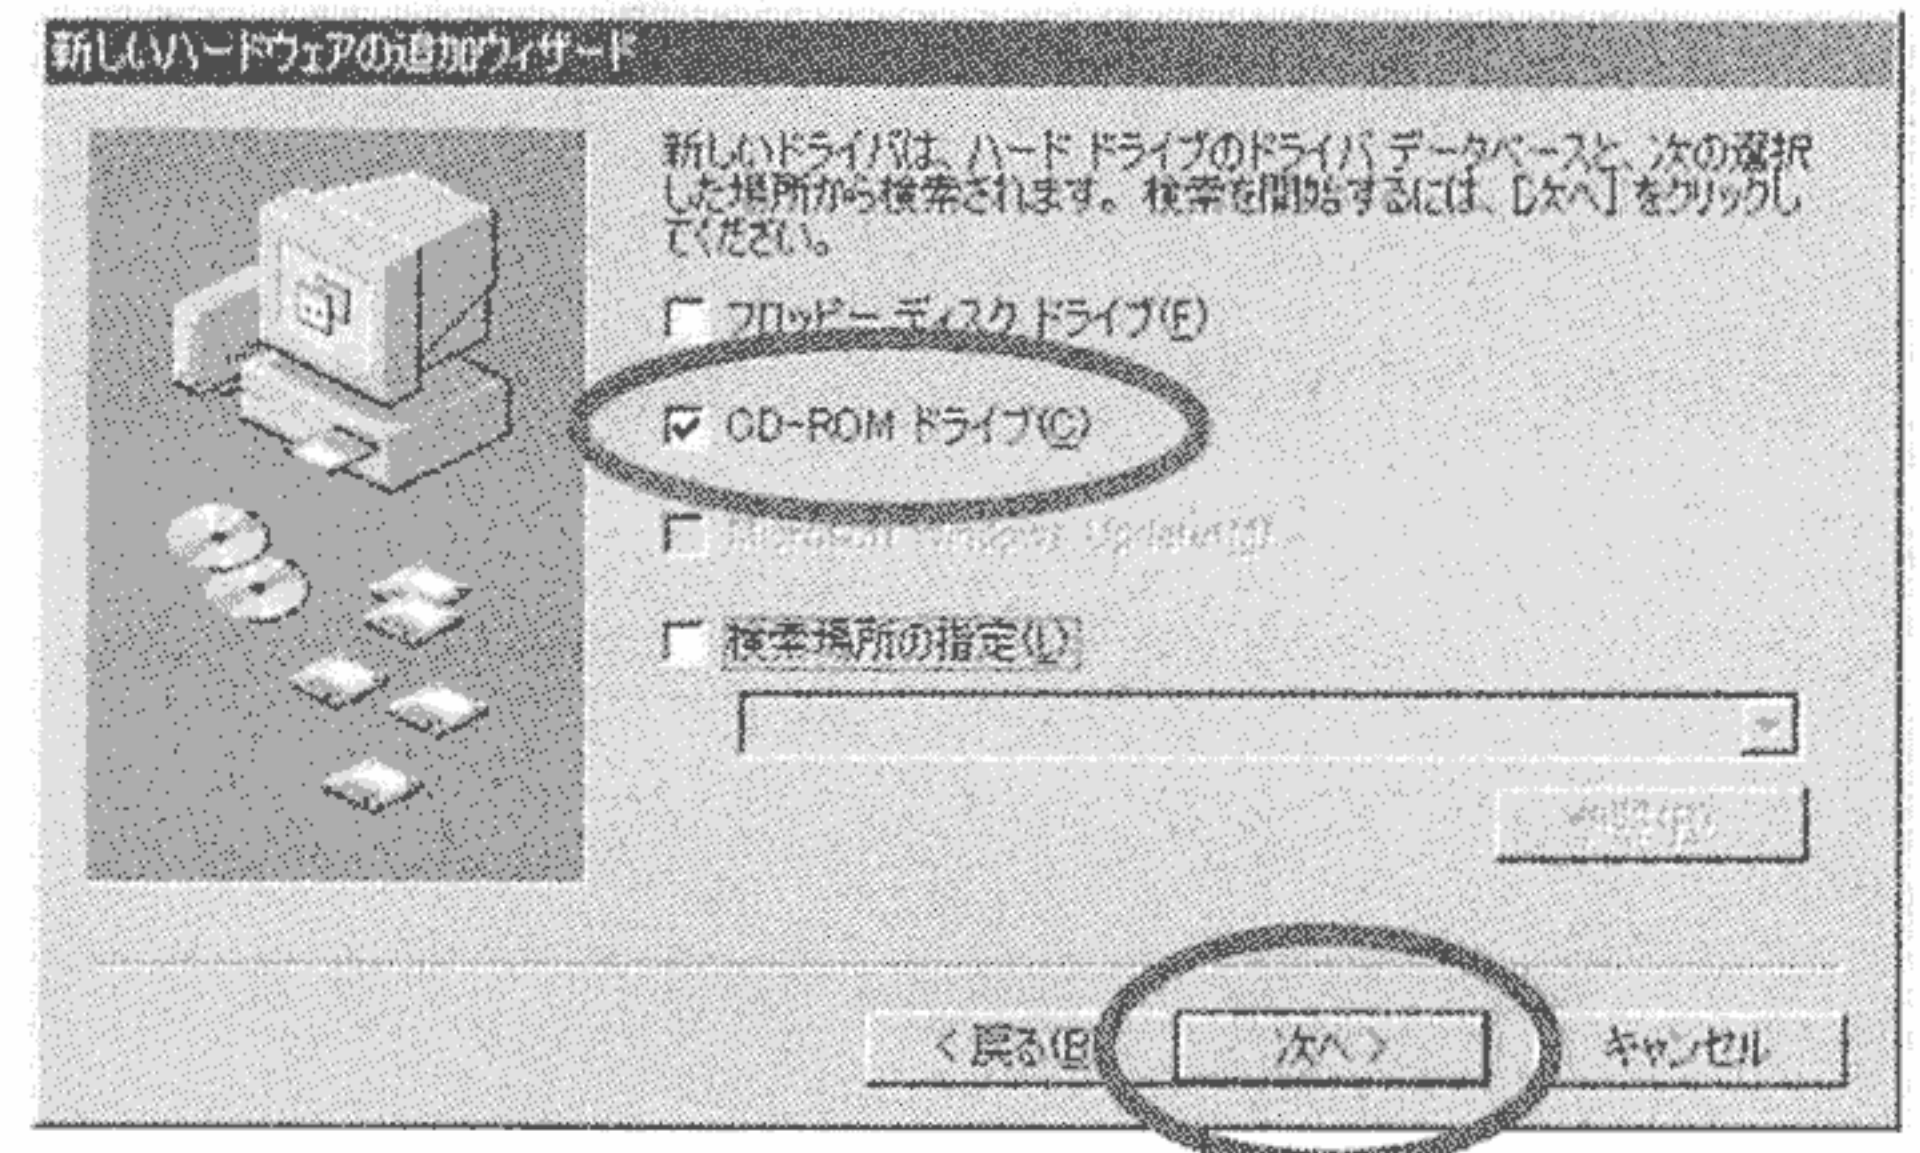 新しいハードウェアの追加ウィザード
新しいドライバは、ハード ドライブのドライバ データベースと、次の選択
した場所から検索されます。検索を開始するには、[次へ] をクリックし
てください。
フロッピー ディスク ドライブ(F)
CD-ROM ドライブ(C)
Microsoft Windows Update(M)
検索場所の指定(L)
< 戻る(B)
次へ >
キャンセル